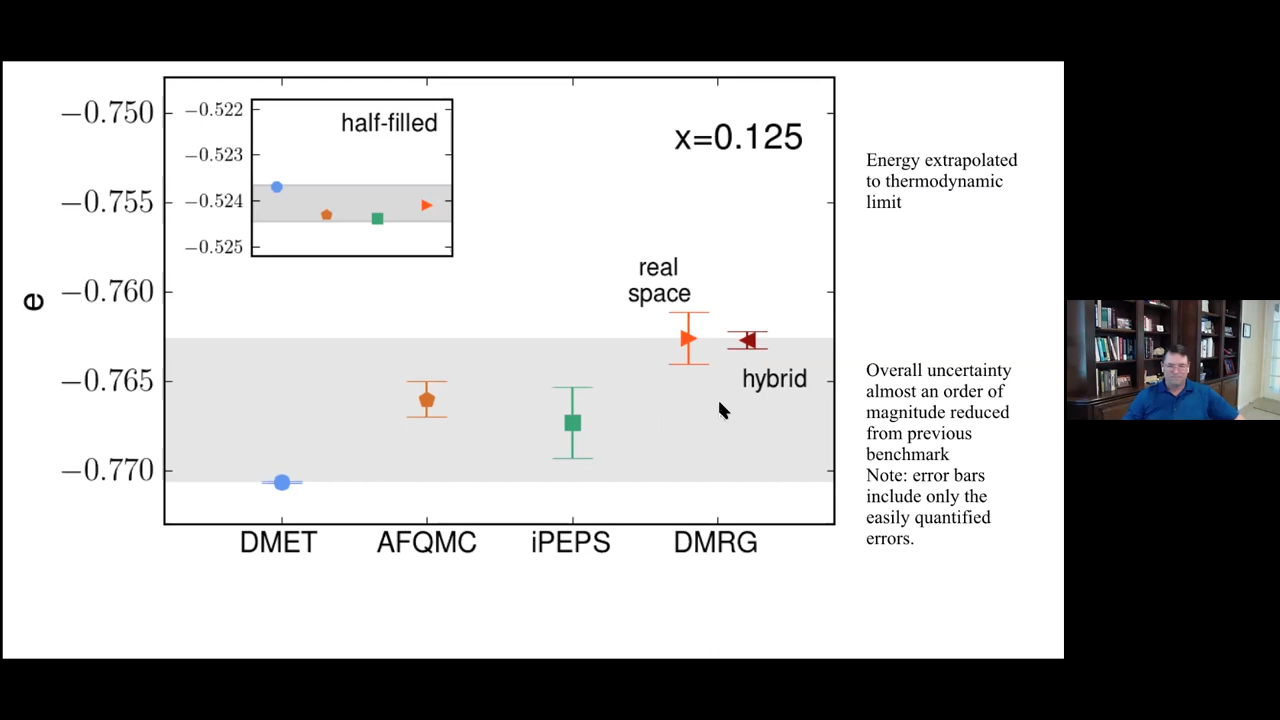 −0.750
−0.755
−0.760
−0.765
−0.770
e
−0.522
−0.523
−0.524
−0.525
half-filled
x=0.125
real
space
hybrid
DMET
AFQMC
iPEPS
DMRG
Energy extrapolated
to thermodynamic
limit
Overall uncertainty
almost an order of
magnitude reduced
from previous
benchmark
Note: error bars
include only the
easily quantified
errors.